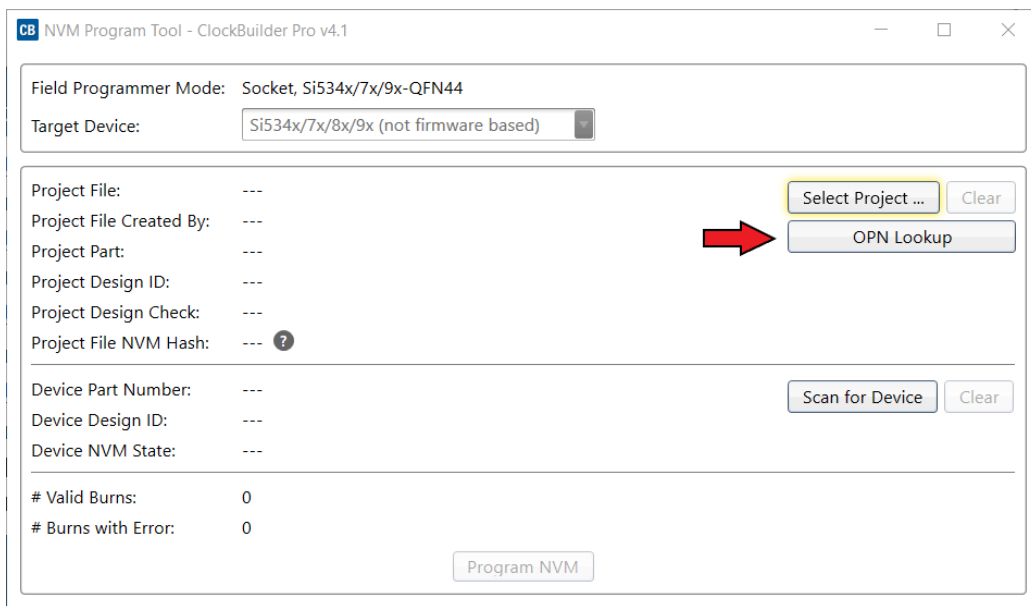 CB NVM Program Tool - ClockBuilder Pro v4.1
Field Programmer Mode: Socket, Si534x/7x/9x-QFN44
Target Device: Si534x/7x/8x/9x (not firmware based)
Project File: --- Select Project ... Clear
Project File Created By: ---
OPN Lookup
Project Part: ---
Project Design ID: ---
Project Design Check: ---
Project File NVM Hash: --- ?
Device Part Number: --- Scan for Device Clear
Device Design ID: ---
Device NVM State: ---
# Valid Burns: 0
# Burns with Error: 0
Program NVM